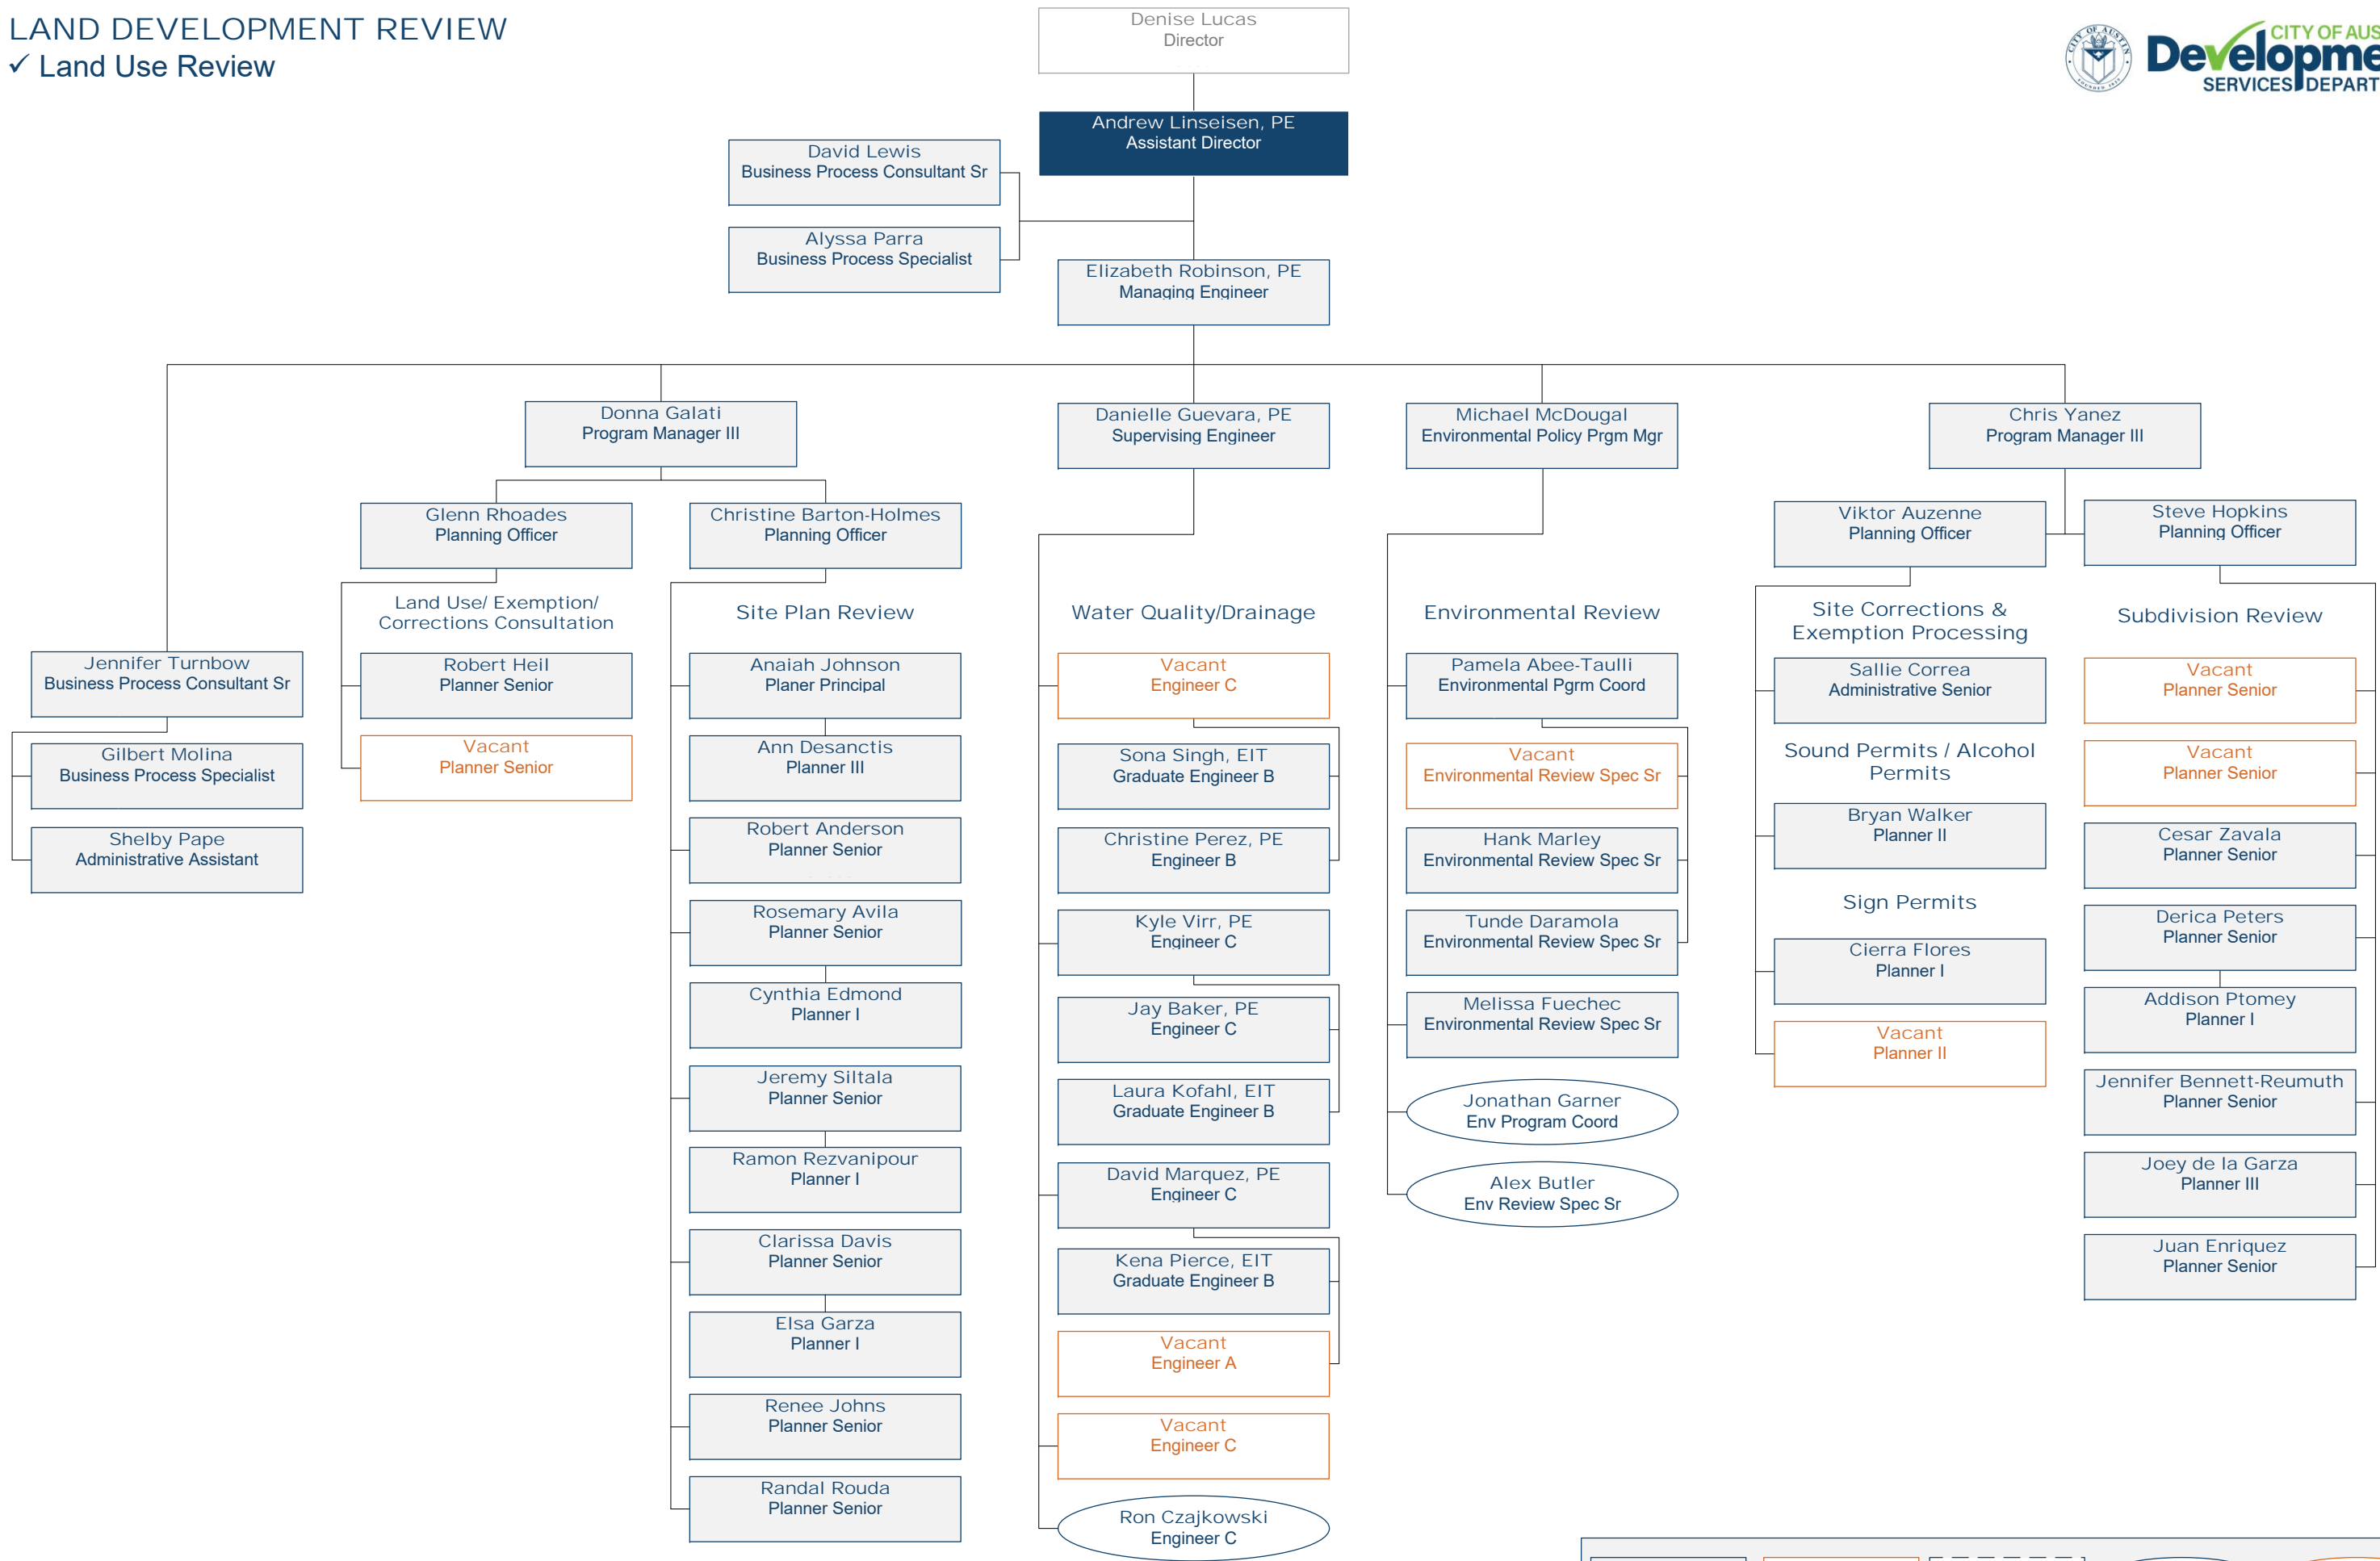 LAND DEVELOPMENT REVIEW
✓ Land Use Review
Denise Lucas
Director
CITY OF AUS
Developme
SERVICES DEPART
CITY OF AUSTIN
FOUNDED 1839
Andrew Linseisen, PE
Assistant Director
David Lewis
Business Process Consultant Sr
Alyssa Parra
Business Process Specialist
Elizabeth Robinson, PE
Managing Engineer
Donna Galati
Program Manager III
Danielle Guevara, PE
Supervising Engineer
Michael McDougal
Environmental Policy Prgm Mgr
Chris Yanez
Program Manager III
Glenn Rhoades
Planning Officer
Christine Barton-Holmes
Planning Officer
Viktor Auzenne
Planning Officer
Steve Hopkins
Planning Officer
Jennifer Turnbow
Business Process Consultant Sr
Gilbert Molina
Business Process Specialist
Shelby Pape
Administrative Assistant
Land Use/ Exemption/
Corrections Consultation
Robert Heil
Planner Senior
Vacant
Planner Senior
Site Plan Review
Anaiah Johnson
Planer Principal
Ann Desanctis
Planner III
Robert Anderson
Planner Senior
Rosemary Avila
Planner Senior
Cynthia Edmond
Planner I
Jeremy Siltala
Planner Senior
Ramon Rezvanipour
Planner I
Clarissa Davis
Planner Senior
Elsa Garza
Planner I
Renee Johns
Planner Senior
Randal Rouda
Planner Senior
Water Quality/Drainage
Vacant
Engineer C
Sona Singh, EIT
Graduate Engineer B
Christine Perez, PE
Engineer B
Kyle Virr, PE
Engineer C
Jay Baker, PE
Engineer C
Laura Kofahl, EIT
Graduate Engineer B
David Marquez, PE
Engineer C
Kena Pierce, EIT
Graduate Engineer B
Vacant
Engineer A
Vacant
Engineer C
Ron Czajkowski
Engineer C
Environmental Review
Pamela Abee-Taulli
Environmental Pgrm Coord
Vacant
Environmental Review Spec Sr
Hank Marley
Environmental Review Spec Sr
Tunde Daramola
Environmental Review Spec Sr
Melissa Fuechec
Environmental Review Spec Sr
Jonathan Garner
Env Program Coord
Alex Butler
Env Review Spec Sr
Site Corrections &
Exemption Processing
Sallie Correa
Administrative Senior
Sound Permits / Alcohol
Permits
Bryan Walker
Planner II
Sign Permits
Cierra Flores
Planner I
Vacant
Planner II
Subdivision Review
Vacant
Planner Senior
Vacant
Planner Senior
Cesar Zavala
Planner Senior
Derica Peters
Planner Senior
Addison Ptomey
Planner I
Jennifer Bennett-Reumuth
Planner Senior
Joey de la Garza
Planner III
Juan Enriquez
Planner Senior